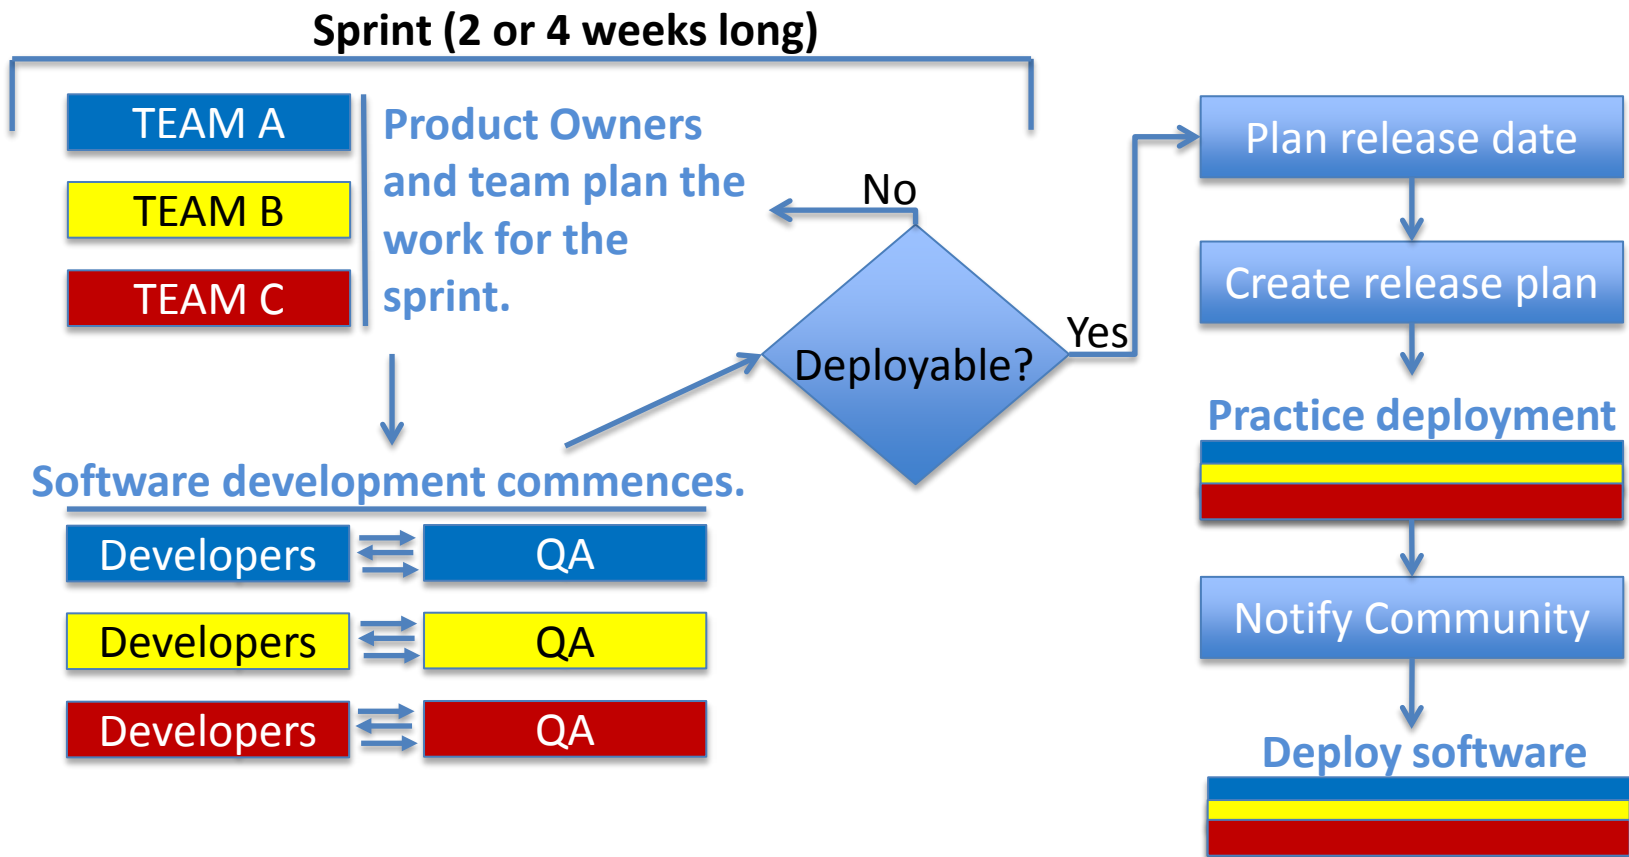 Sprint (2 or 4 weeks long)
TEAM A
TEAM B
TEAM C
Product Owners
and team plan the
work for the
sprint.
No
Deployable?
Yes
Software development commences.
Developers
QA
Developers
QA
Developers
QA
Plan release date
Create release plan
Practice deployment
Notify Community
Deploy software